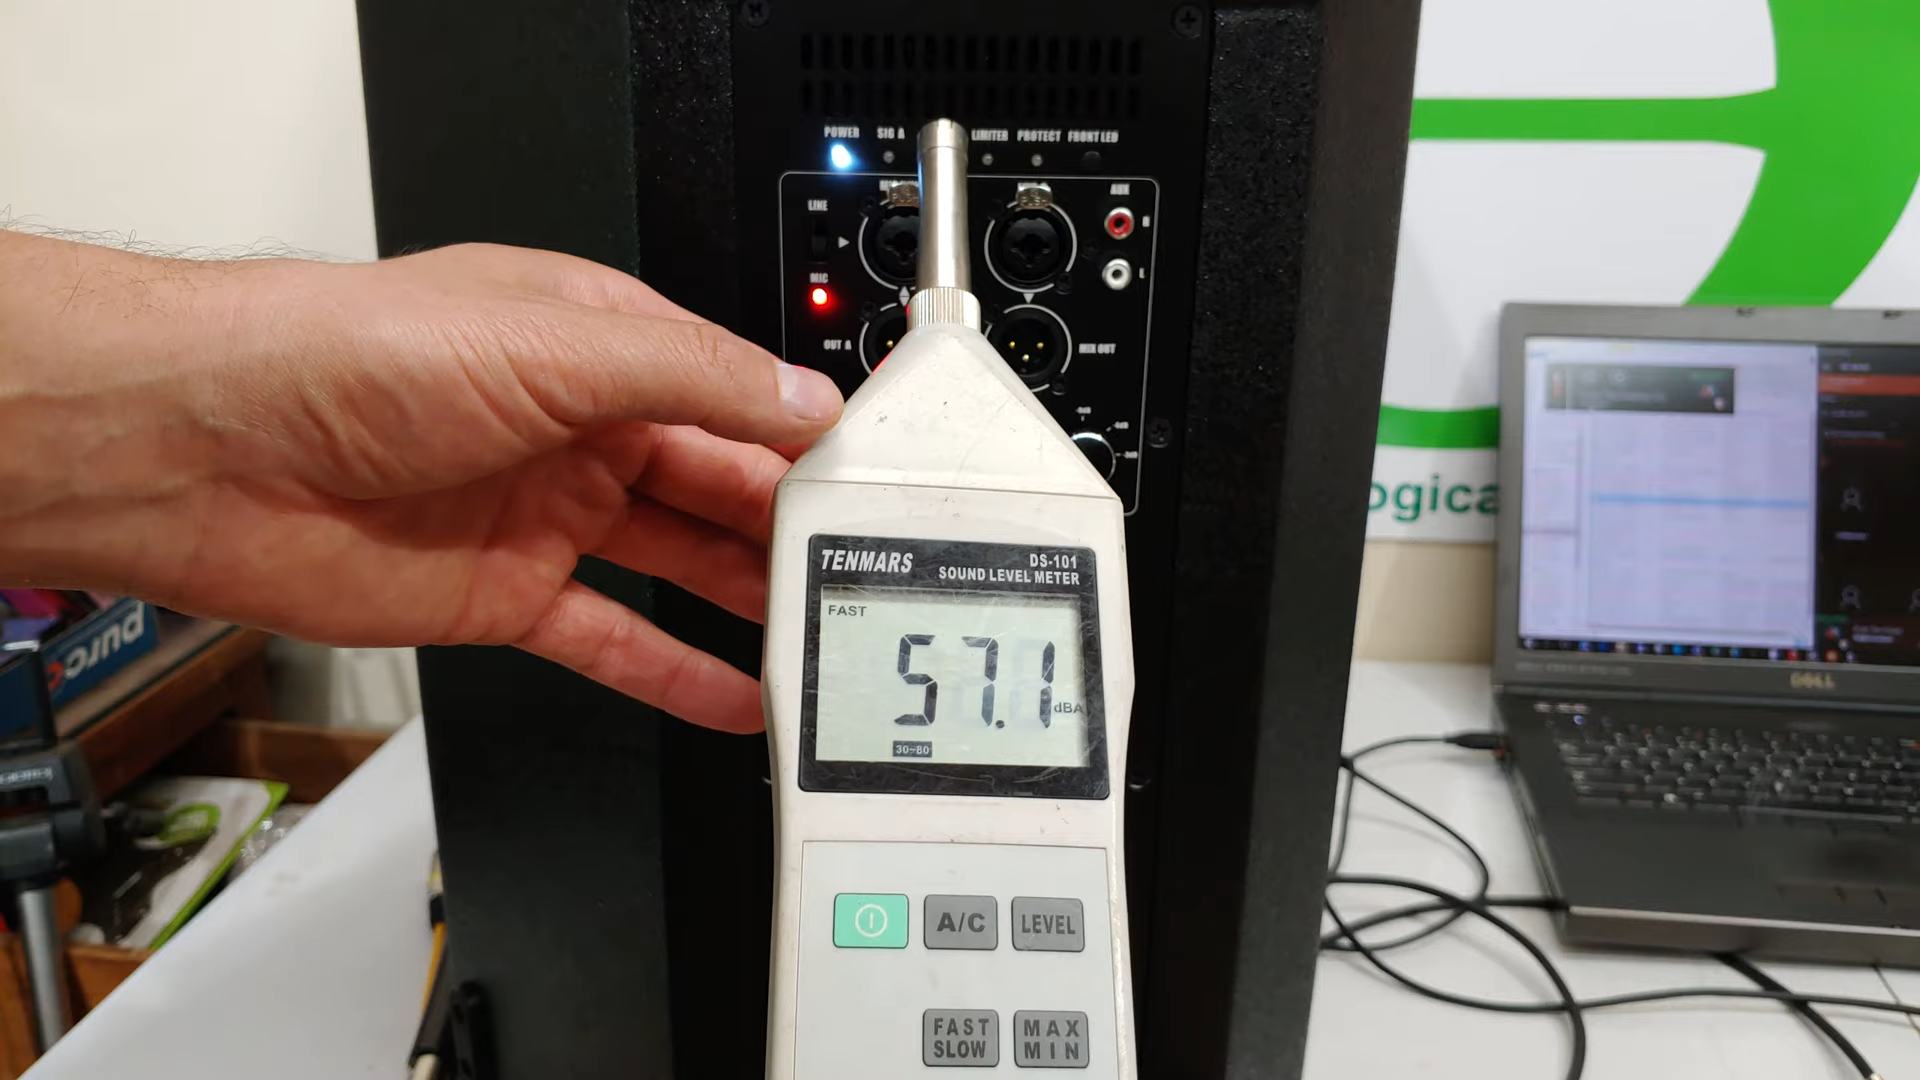 POWER SIG A LIMITER PROTECT FRONT LED
LINE
AUX
R
MIC
L
OUT A
MIX OUT
ogica
DELL
TENMARS
DS-101
SOUND LEVEL METER
FAST
57.1
dBA
30~80
A/C
LEVEL
FAST
SLOW
MAX
MIN
puro